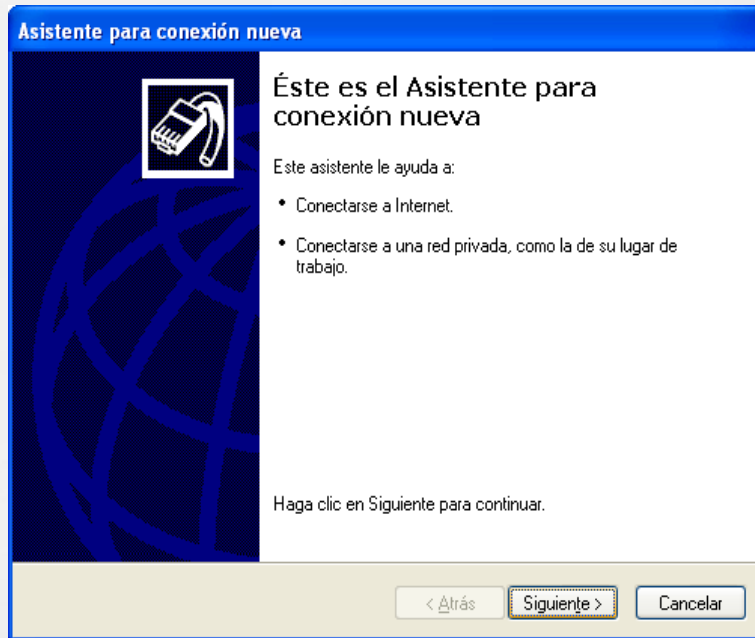 Asistente para conexión nueva
Éste es el Asistente para
conexión nueva
Este asistente le ayuda a:
• Conectarse a Internet.
• Conectarse a una red privada, como la de su lugar de
trabajo.
Haga clic en Siguiente para continuar.
< Atrás
Siguiente >
Cancelar